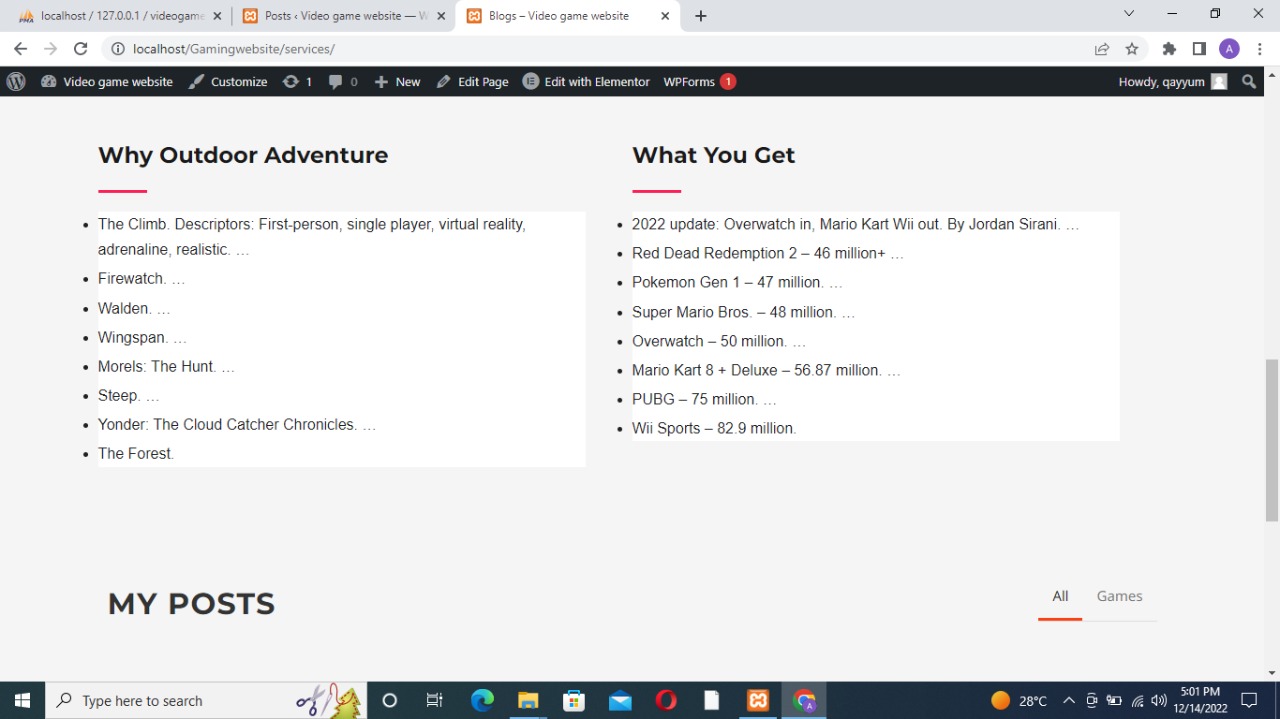 localhost / 127.0.0.1 / videogame
Posts ‹ Video game website — W
Blogs – Video game website
localhost/Gamingwebsite/services/
A
Video game website
Customize
1
0
New
Edit Page
Edit with Elementor
WPForms 1
Howdy, qayyum
Why Outdoor Adventure
The Climb. Descriptors: First-person, single player, virtual reality,
adrenaline, realistic. …
Firewatch. …
Walden. …
Wingspan. …
Morels: The Hunt. …
Steep. …
Yonder: The Cloud Catcher Chronicles. …
The Forest.
What You Get
2022 update: Overwatch in, Mario Kart Wii out. By Jordan Sirani. …
Red Dead Redemption 2 – 46 million+ …
Pokemon Gen 1 – 47 million. …
Super Mario Bros. – 48 million. …
Overwatch – 50 million. …
Mario Kart 8 + Deluxe – 56.87 million. …
PUBG – 75 million. …
Wii Sports – 82.9 million.
MY POSTS
All
Games
Type here to search
28°C
5:01 PM
12/14/2022